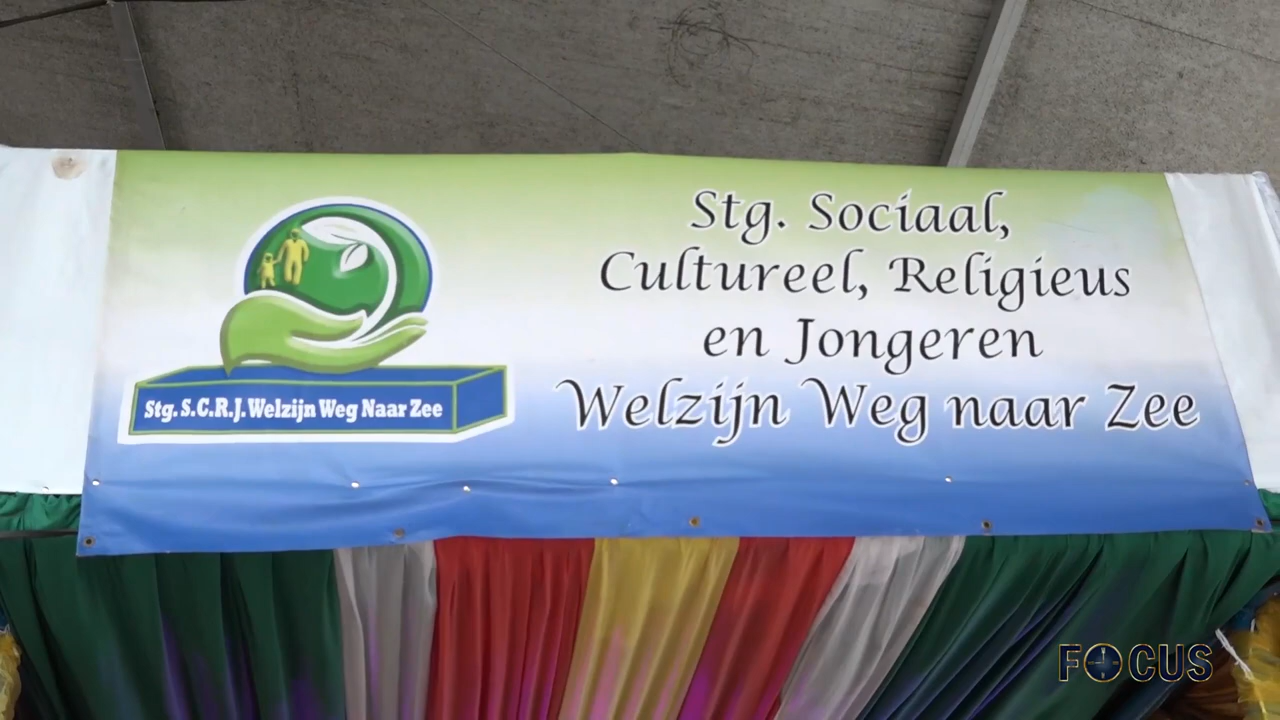 Stg. Sociaal,
Cultureel, Religieus
en Jongeren
Welzijn Weg naar Zee
Stg. S.C.R.J. Welzijn Weg Naar Zee
FOCUS